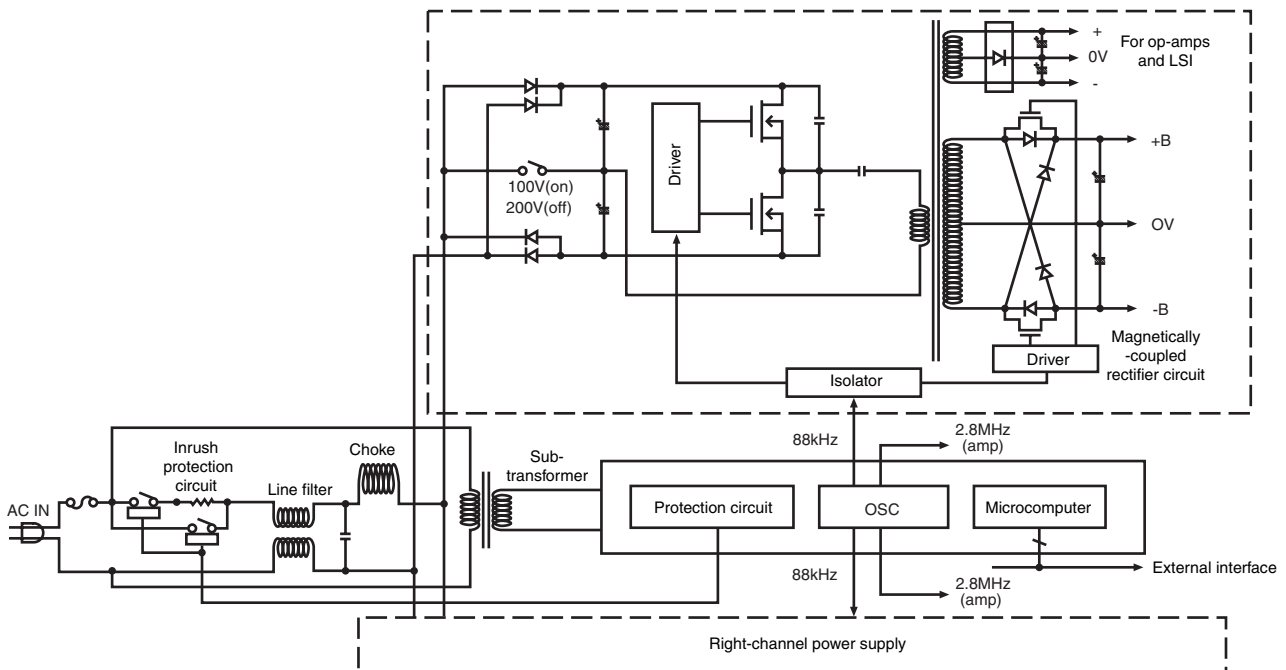 +
0V
-
For op-amps
and LSI
Driver
100V(on)
200V(off)
+B
OV
-B
Magnetically
-coupled
rectifier circuit
Driver
Isolator
88kHz
2.8MHz
(amp)
Inrush
protection
circuit
Choke
Line filter
Sub-
transformer
AC IN
Protection circuit
OSC
Microcomputer
External interface
88kHz
2.8MHz
(amp)
Right-channel power supply